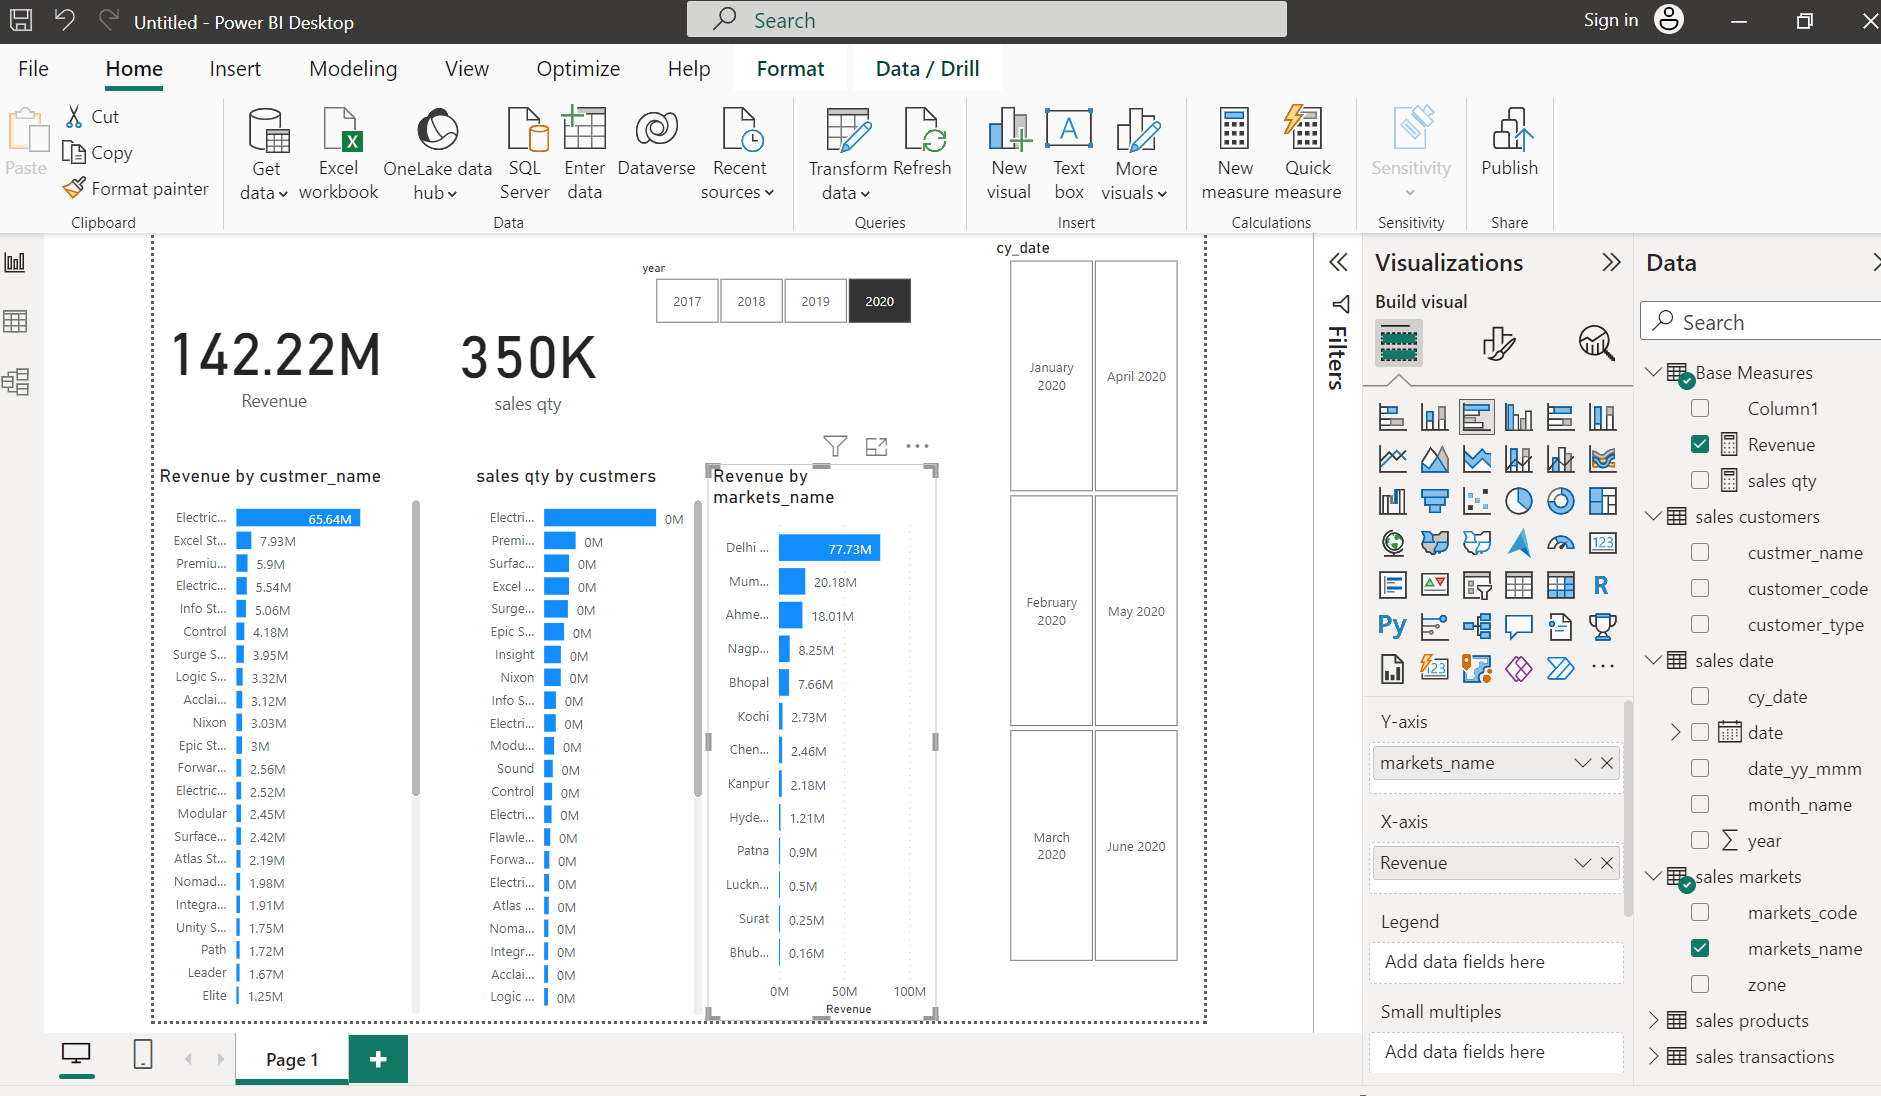 Untitled - Power BI Desktop
Search
Sign in
File
Home
Insert
Modeling
View
Optimize
Help
Format
Data / Drill
Paste
Cut
Copy
Format painter
Clipboard
Get data
Excel workbook
OneLake data hub
SQL Server
Enter data
Dataverse
Recent sources
Data
Transform data
Refresh
Queries
New visual
Text box
More visuals
Insert
New measure
Quick measure
Calculations
Sensitivity
Sensitivity
Publish
Share
year
2017
2018
2019
2020
142.22M
Revenue
350K
sales qty
Revenue by custmer_name
Electric... 65.64M
Excel St... 7.93M
Premiu... 5.9M
Electric... 5.54M
Info St... 5.06M
Control 4.18M
Surge S... 3.95M
Logic S... 3.32M
Acclai... 3.12M
Nixon 3.03M
Epic St... 3M
Forwar... 2.56M
Electric... 2.52M
Modular 2.45M
Surface... 2.42M
Atlas St... 2.19M
Nomad... 1.98M
Integra... 1.91M
Unity S... 1.75M
Path 1.72M
Leader 1.67M
Elite 1.25M
sales qty by custmers
Electri... 0M
Premi... 0M
Surfac... 0M
Excel ... 0M
Surge... 0M
Epic S... 0M
Insight 0M
Nixon 0M
Info S... 0M
Electri... 0M
Modu... 0M
Sound 0M
Control 0M
Electri... 0M
Flawle... 0M
Forwa... 0M
Electri... 0M
Atlas ... 0M
Noma... 0M
Integr... 0M
Acclai... 0M
Logic ... 0M
Revenue by
markets_name
Delhi ... 77.73M
Mum... 20.18M
Ahme... 18.01M
Nagp... 8.25M
Bhopal 7.66M
Kochi 2.73M
Chen... 2.46M
Kanpur 2.18M
Hyde... 1.21M
Patna 0.9M
Luckn... 0.5M
Surat 0.25M
Bhub... 0.16M
0M 50M 100M
Revenue
cy_date
January
2020
April 2020
February
2020
May 2020
March
2020
June 2020
Filters
Visualizations
Build visual
123
R
Py
123
Y-axis
markets_name
X-axis
Revenue
Legend
Add data fields here
Small multiples
Add data fields here
Data
Search
Base Measures
Column1
Revenue
sales qty
sales customers
custmer_name
customer_code
customer_type
sales date
cy_date
date
date_yy_mmm
month_name
Σ year
sales markets
markets_code
markets_name
zone
sales products
sales transactions
Page 1